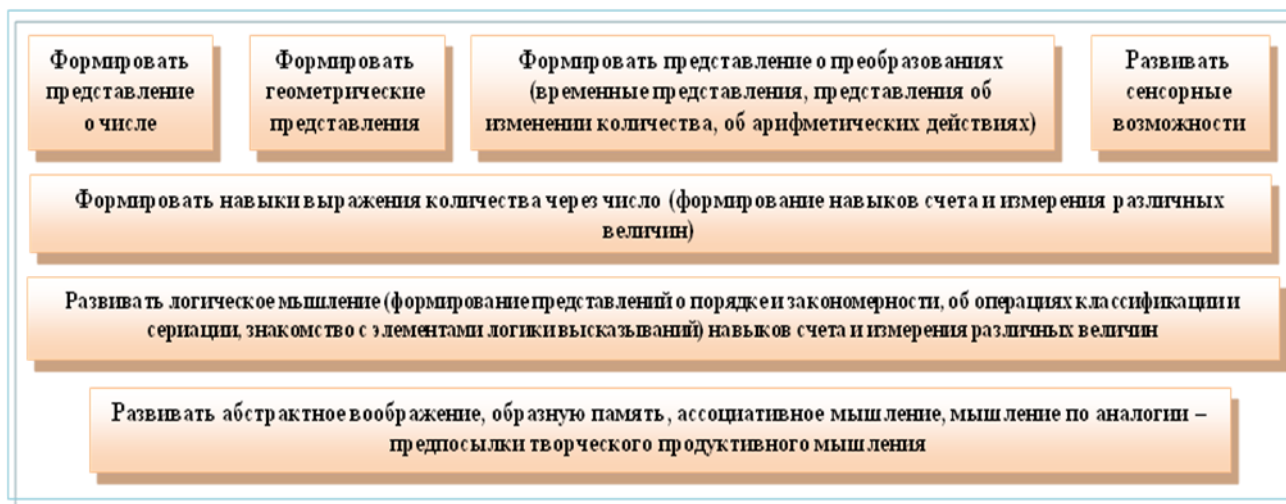 Формировать
представление
о числе
Формировать
геометрические
представления
Формировать представление о преобразованиях
(временные представления, представления об
изменении количества, об арифметических действиях)
Развивать
сенсорные
возможности
Формировать навыки выражения количества через число (формирование навыков счета и измерения различных
величин)
Развивать логическое мышление (формирование представлений о порядке и закономерности, об операциях классификации и
сериации, знакомство с элементами логики высказываний) навыков счета и измерения различных величин
Развивать абстрактное воображение, образную память, ассоциативное мышление, мышление по аналогии –
предпосылки творческого продуктивного мышления